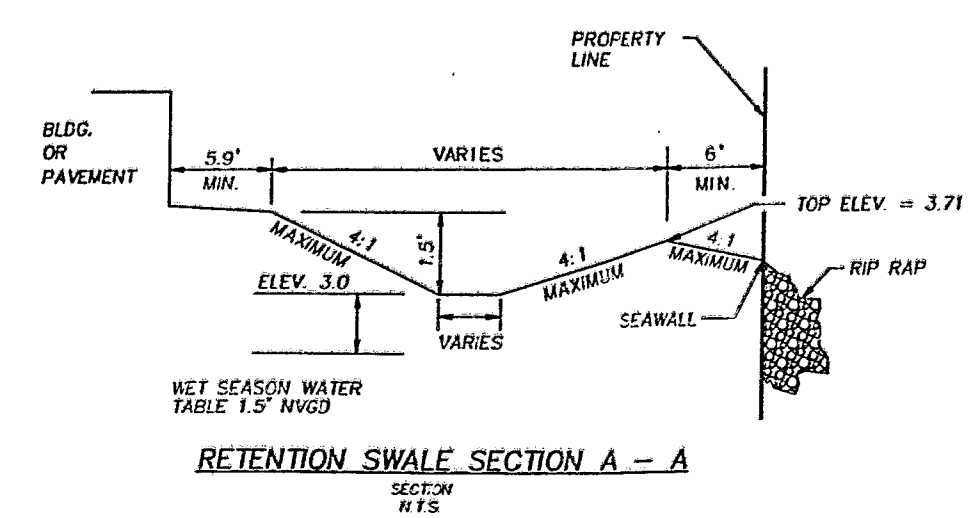 PROPERTY
LINE
BLDG.
OR
PAVEMENT
5.9'
MIN.
VARIES
6'
MIN.
TOP ELEV. = 3.71
4:1
MAXIMUM
1.5'
4:1
MAXIMUM
4:1
MAXIMUM
RIP RAP
ELEV. 3.0
SEAWALL
VARIES
WET SEASON WATER
TABLE 1.5' NVGD
RETENTION SWALE SECTION A - A
SECTION
N.T.S.